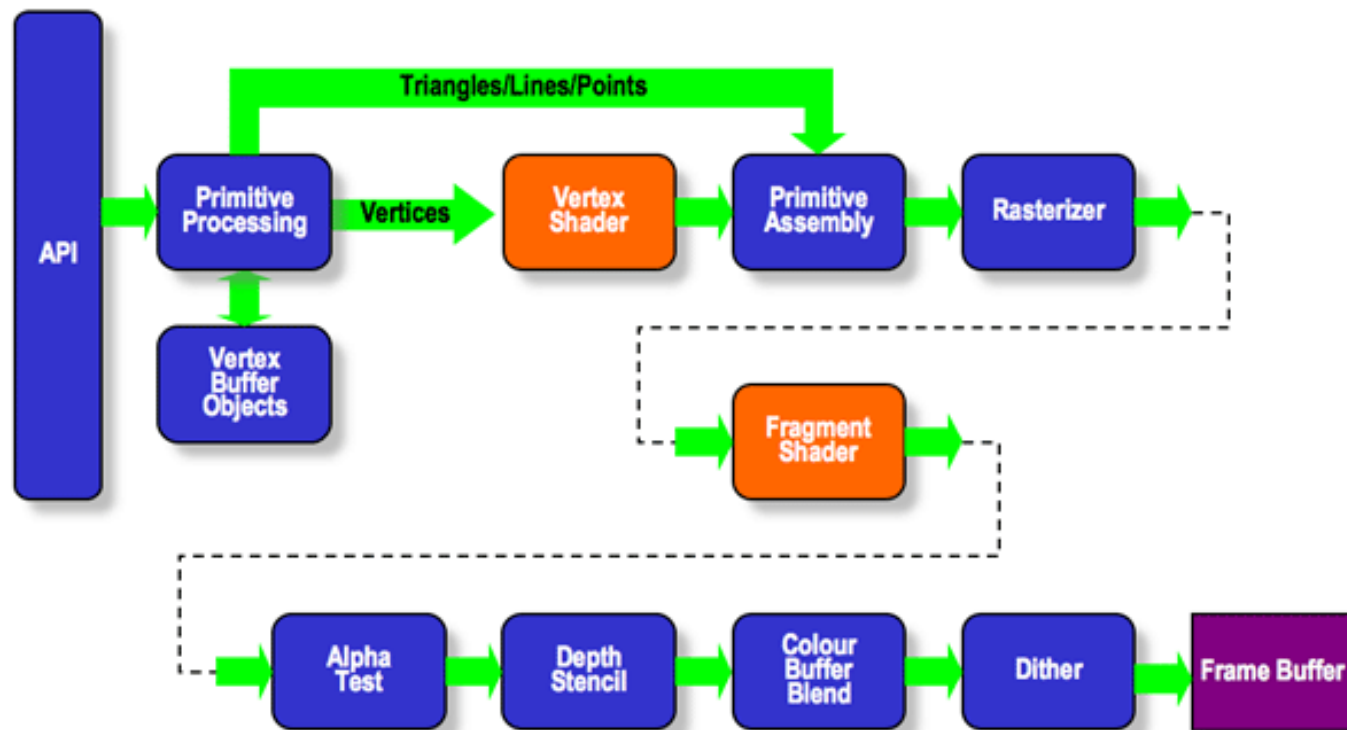 Triangles/Lines/Points
API
Primitive
Processing
Vertices
Vertex
Shader
Primitive
Assembly
Rasterizer
Vertex
Buffer
Objects
Fragment
Shader
Alpha
Test
Depth
Stencil
Colour
Buffer
Blend
Dither
Frame Buffer